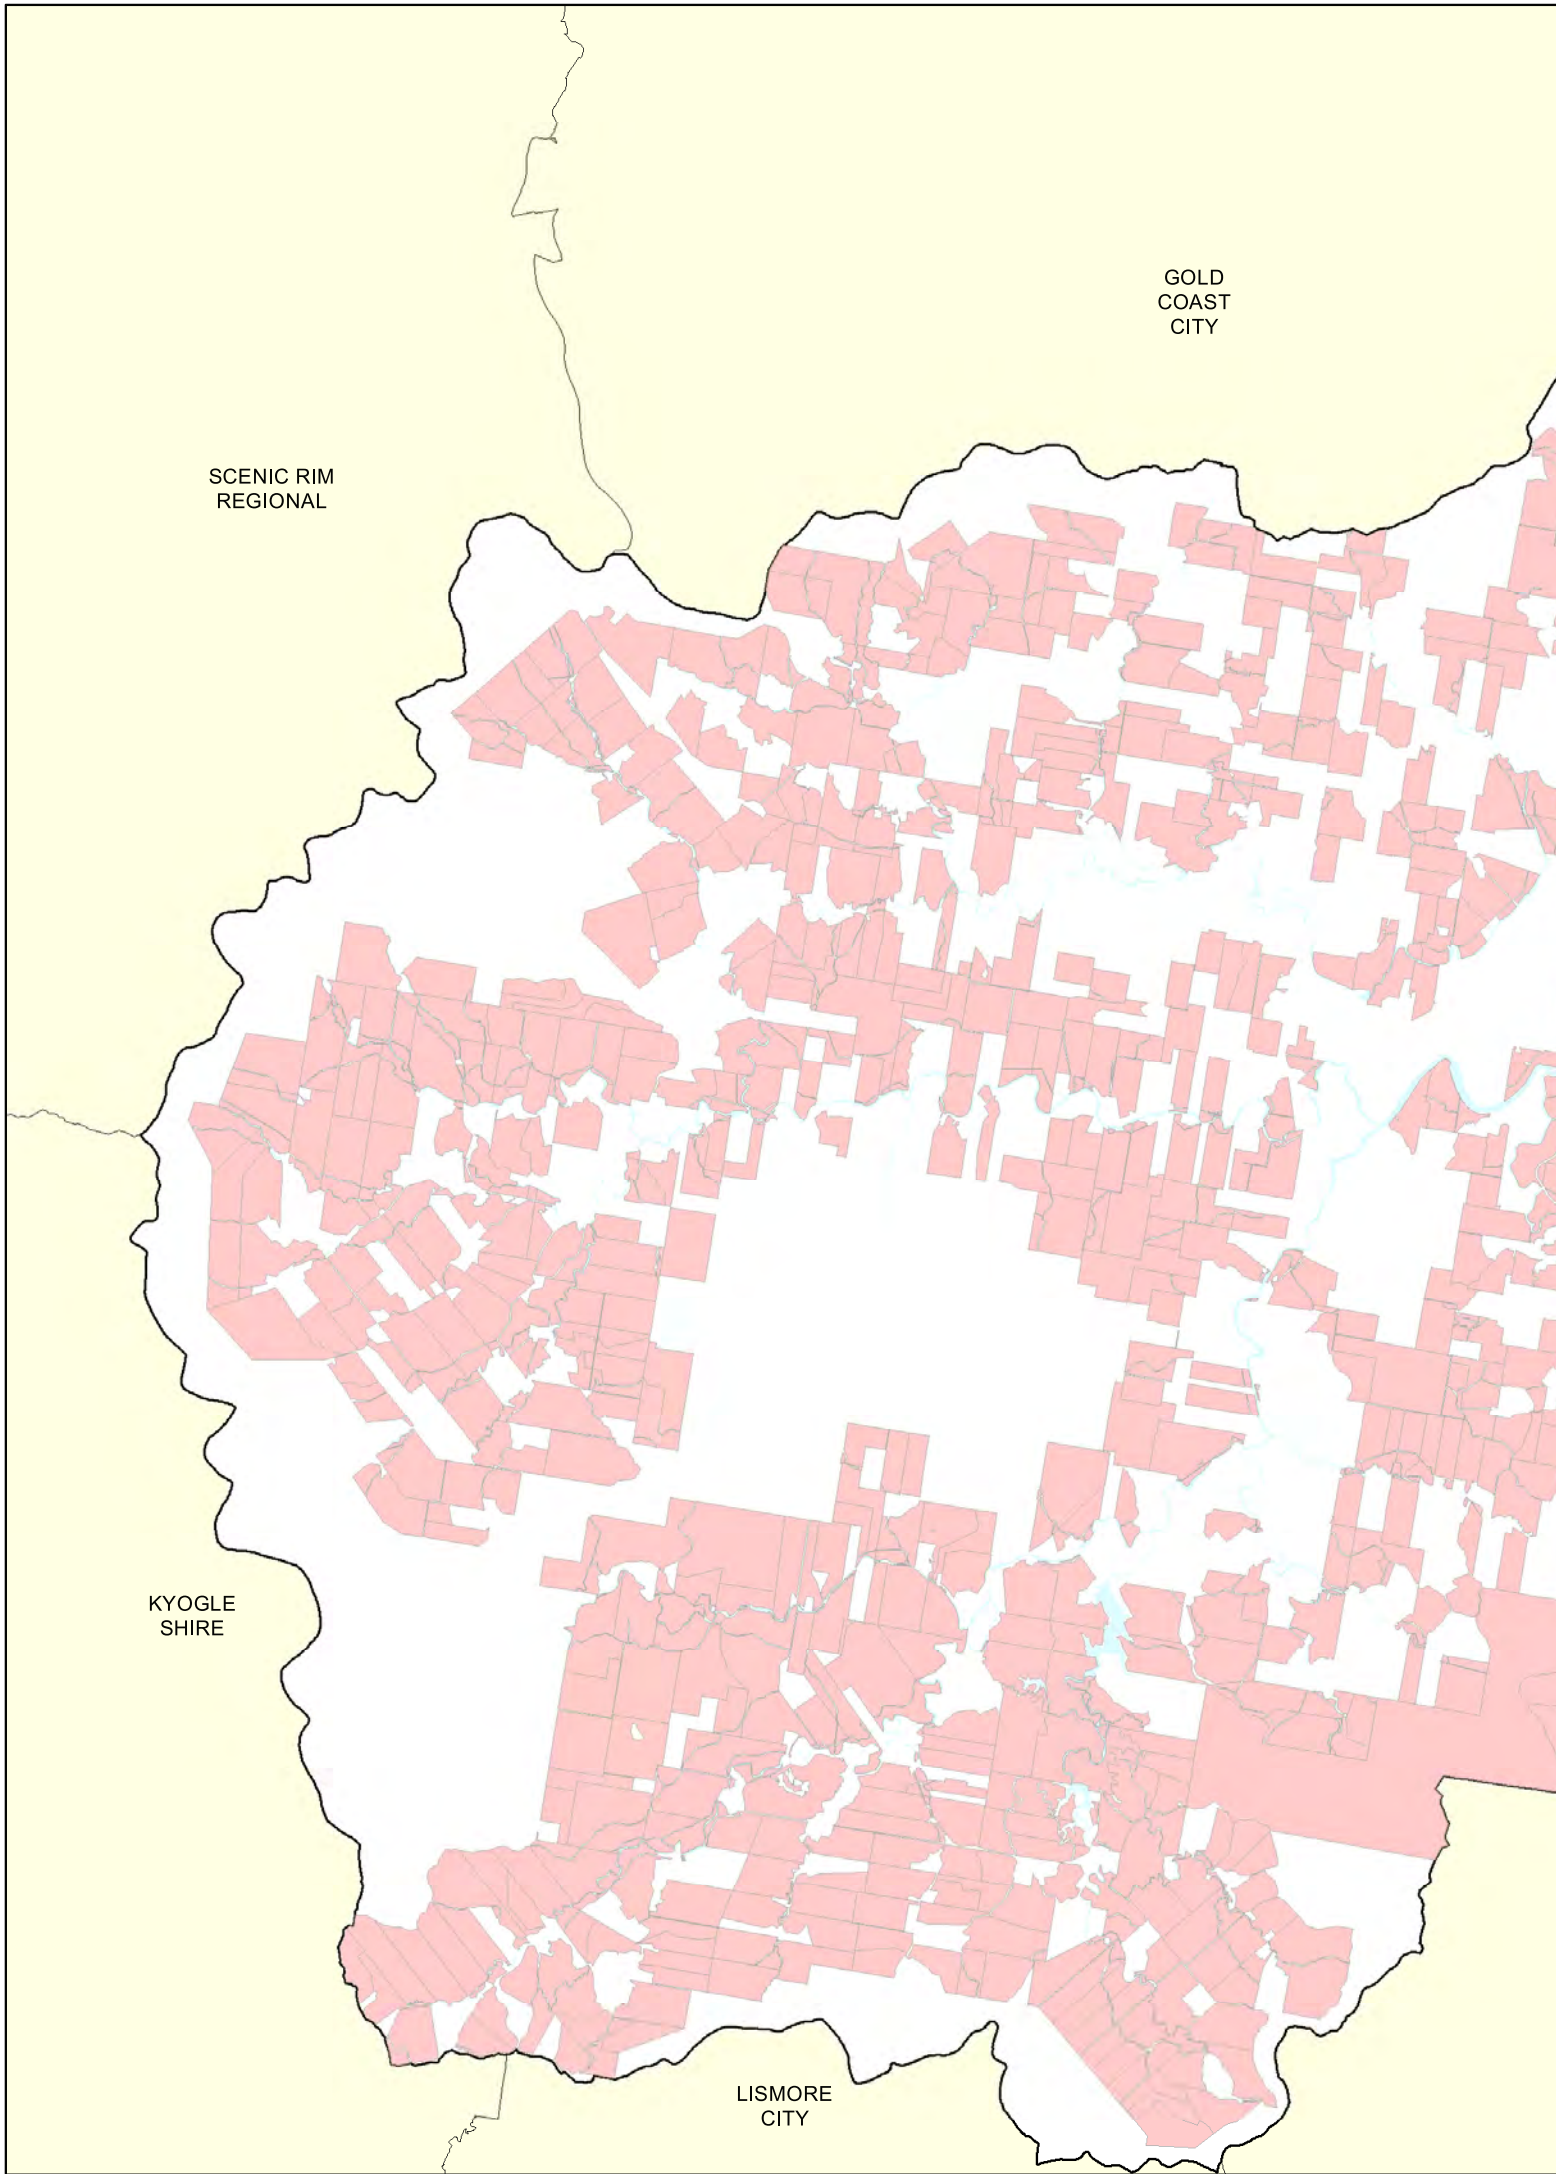 GOLD
COAST
CITY
SCENIC RIM
REGIONAL
KYOGLE
SHIRE
LISMORE
CITY